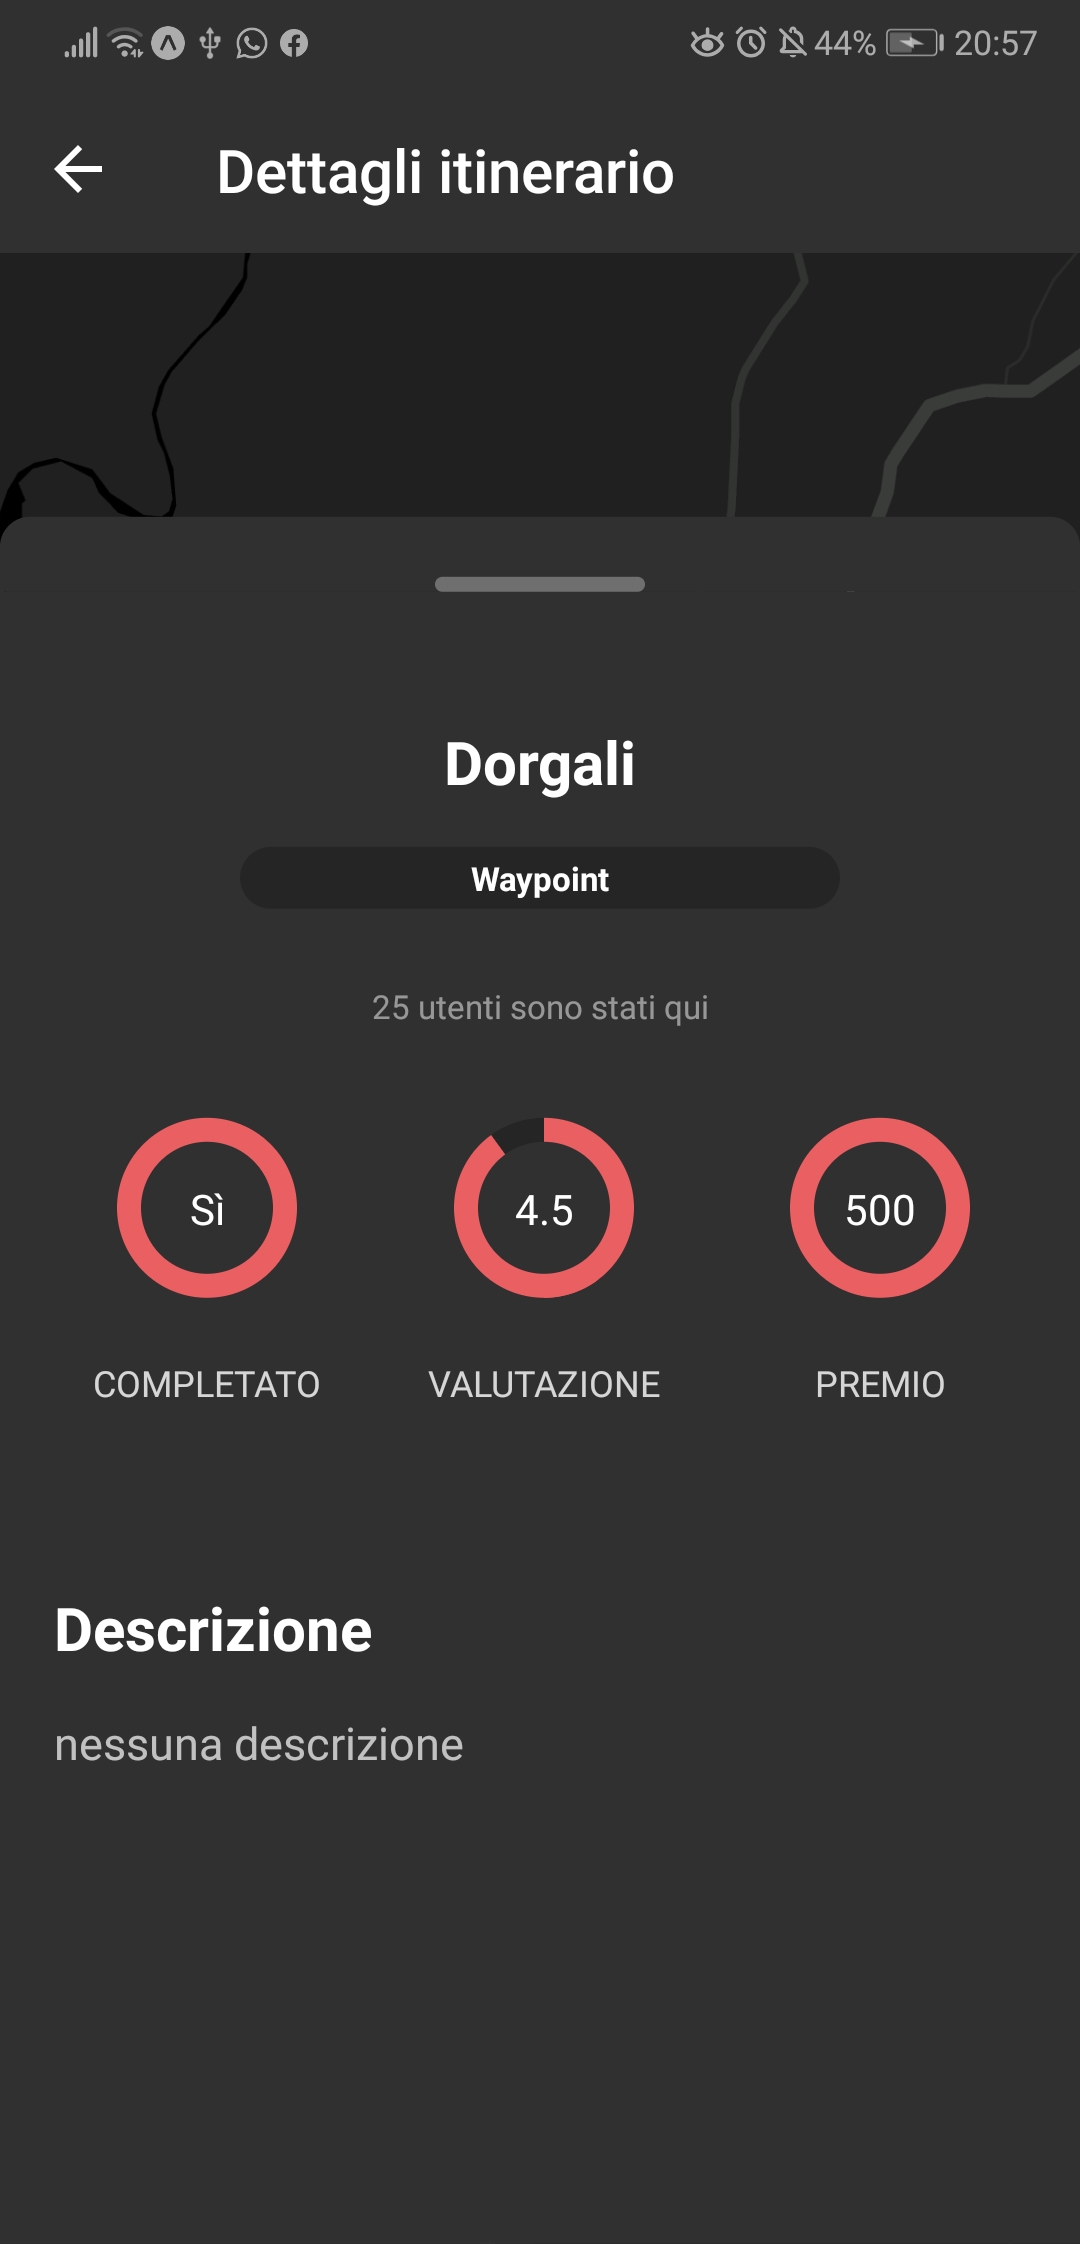 44% 20:57
Dettagli itinerario
Dorgali
Waypoint
25 utenti sono stati qui
Sì 4.5 500
COMPLETATO VALUTAZIONE PREMIO
Descrizione
nessuna descrizione